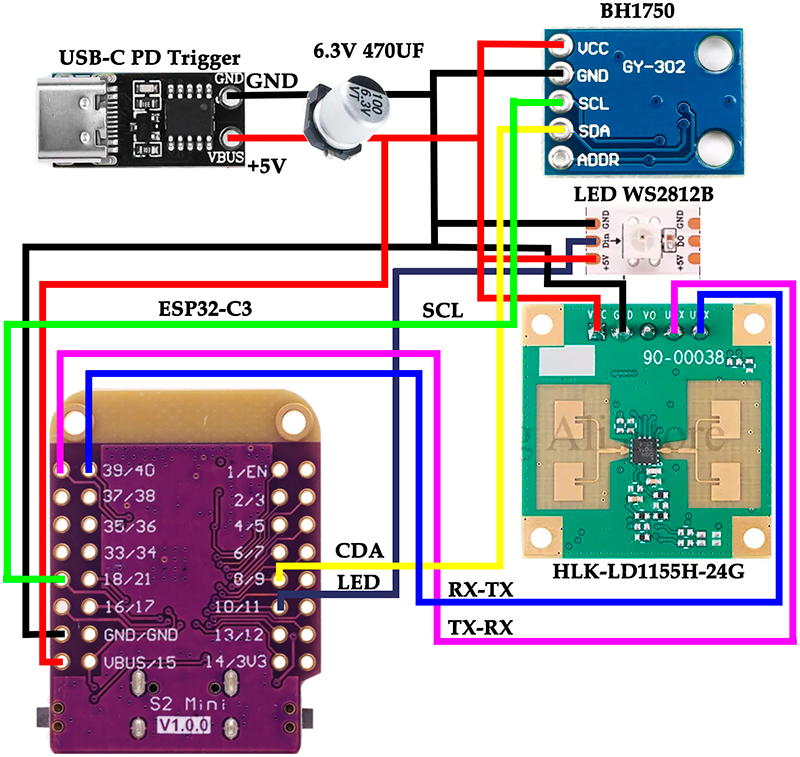 BH1750
USB-C PD Trigger
6.3V 470UF
GND
GND
VBUS
+5V
100
6.3V
VT
VCC
GND
SCL
SDA
ADDR
GY-302
LED WS2812B
GND
Din
+5V
GND
DO
+5V
ESP32-C3
SCL
VO
90-00038
39/40
37/38
35/36
33/34
18/21
16/17
GND/GND
VBUS/15
1/EN
2/3
4/5
6/7
8/9
10/11
13/12
14/3V3
S2 Mini
V1.0.0
CDA
LED
HLK-LD1155H-24G
RX-TX
TX-RX